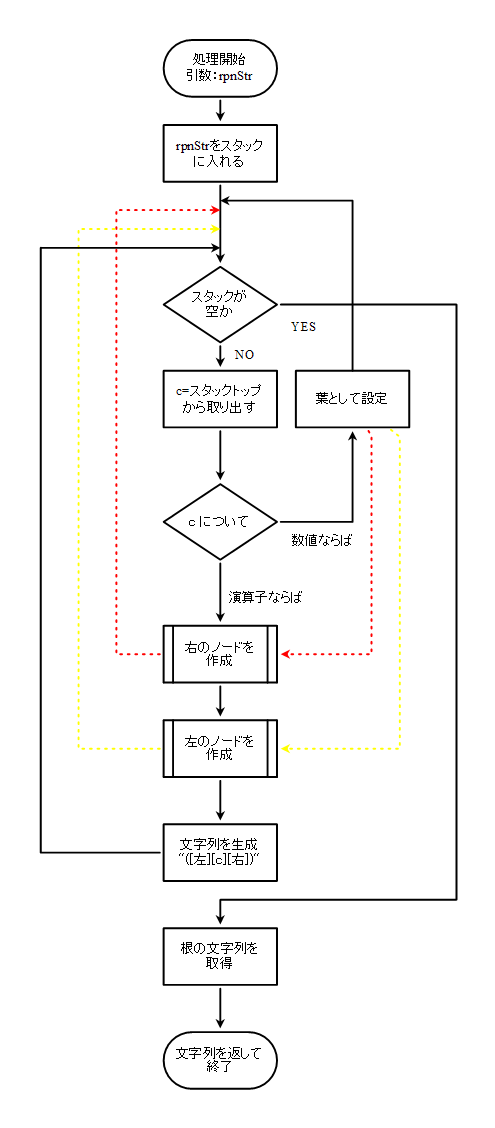 処理開始
引数：rpnStr
rpnStrをスタック
に入れる
スタックが
空か
YES
NO
c=スタックトップ
から取り出す
葉として設定
c について
数値ならば
演算子ならば
右のノードを
作成
左のノードを
作成
文字列を生成
“([左][c][右])“
根の文字列を
取得
文字列を返して
終了